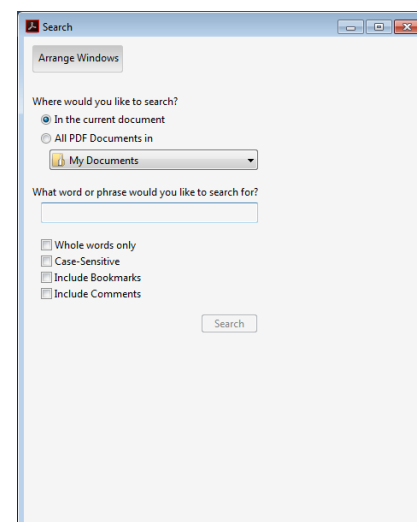 Search
Arrange Windows
Where would you like to search?
In the current document
All PDF Documents in
My Documents
What word or phrase would you like to search for?
Whole words only
Case-Sensitive
Include Bookmarks
Include Comments
Search